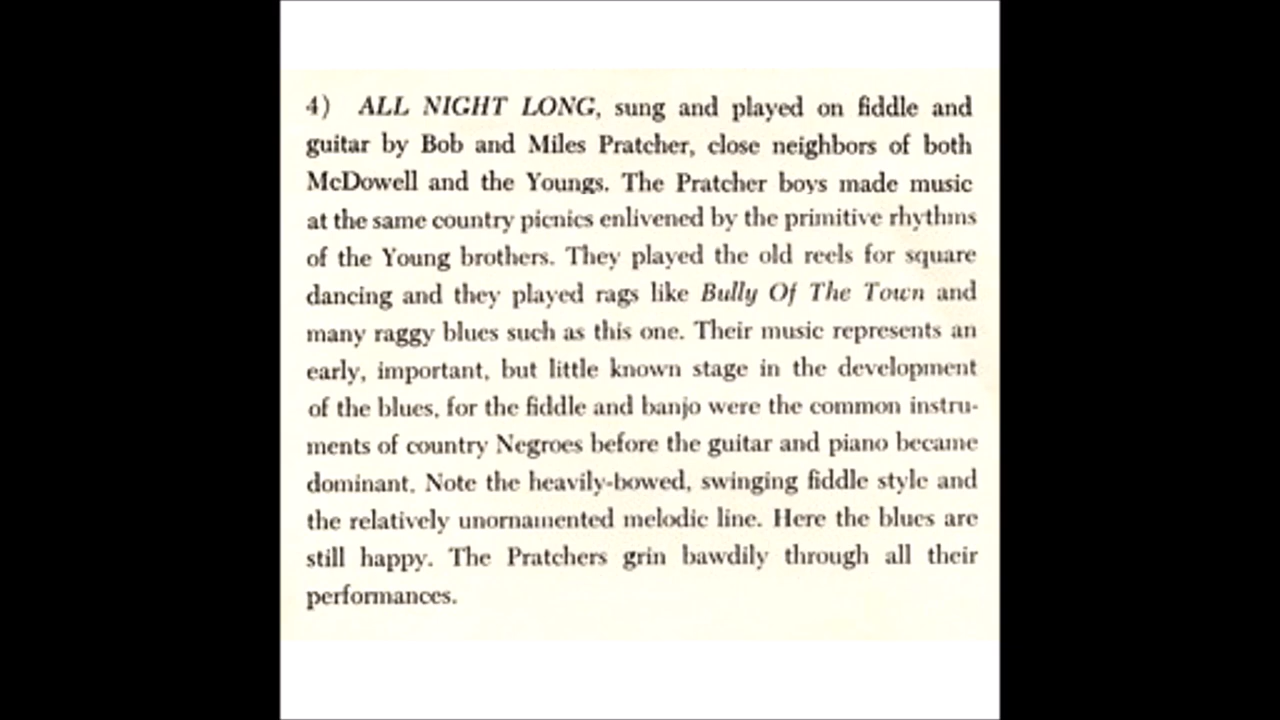 4) ALL NIGHT LONG, sung and played on fiddle and
guitar by Bob and Miles Pratcher, close neighbors of both
McDowell and the Youngs. The Pratcher boys made music
at the same country picnics enlivened by the primitive rhythms
of the Young brothers. They played the old reels for square
dancing and they played rags like Bully Of The Town and
many raggy blues such as this one. Their music represents an
early, important, but little known stage in the development
of the blues, for the fiddle and banjo were the common instru-
ments of country Negroes before the guitar and piano became
dominant. Note the heavily-bowed, swinging fiddle style and
the relatively unornamented melodic line. Here the blues are
still happy. The Pratchers grin bawdily through all their
performances.